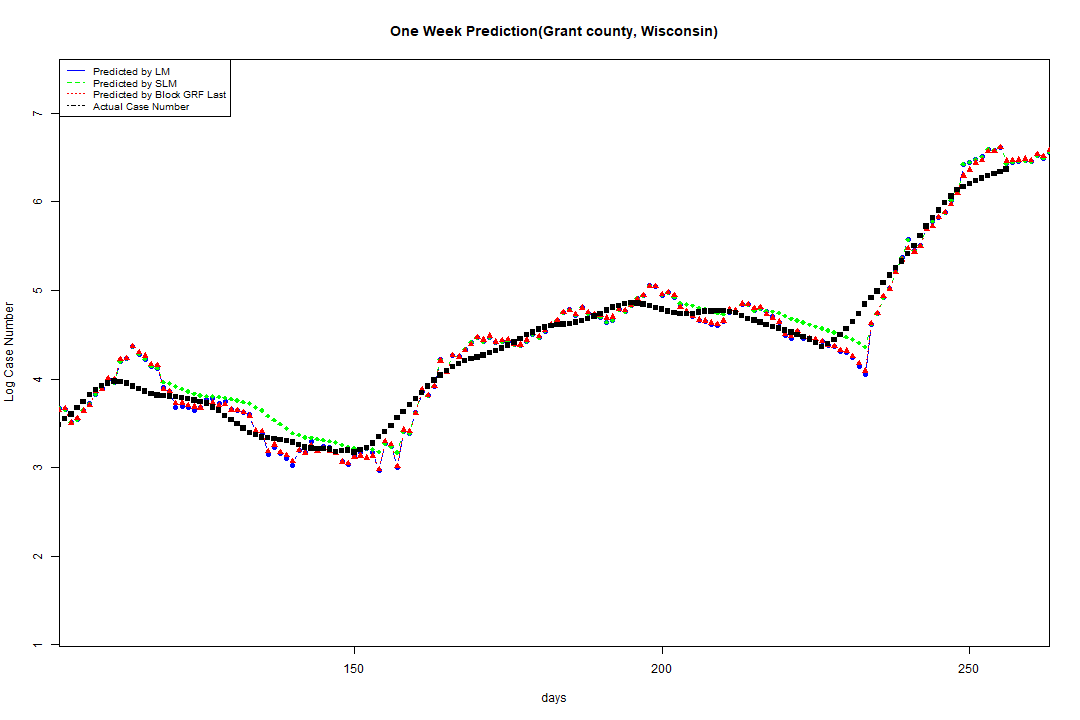 One Week Prediction(Grant county, Wisconsin)
Predicted by LM
Predicted by SLM
Predicted by Block GRF Last
Actual Case Number
7
6
5
4
3
2
1
Log Case Number
150 200 250
days